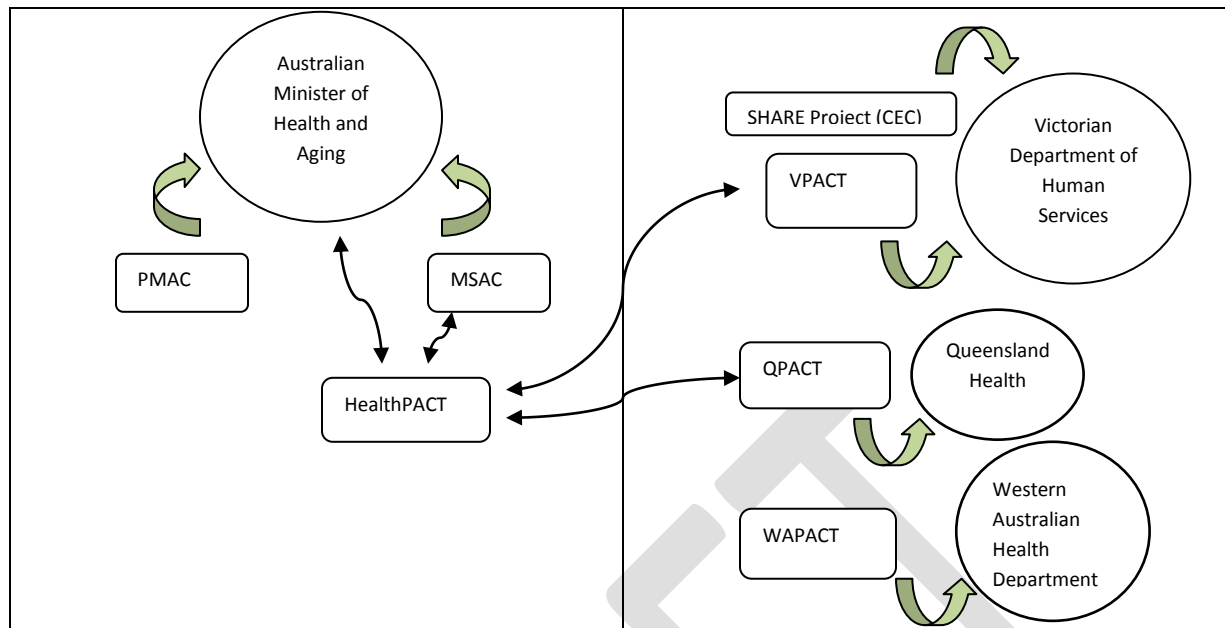 Australian
Minister of
Health and
Aging
PMAC
MSAC
HealthPACT
SHARE Project (CEC)
VPACT
Victorian
Department of
Human
Services
QPACT
Queensland
Health
WAPACT
Western
Australian
Health
Department